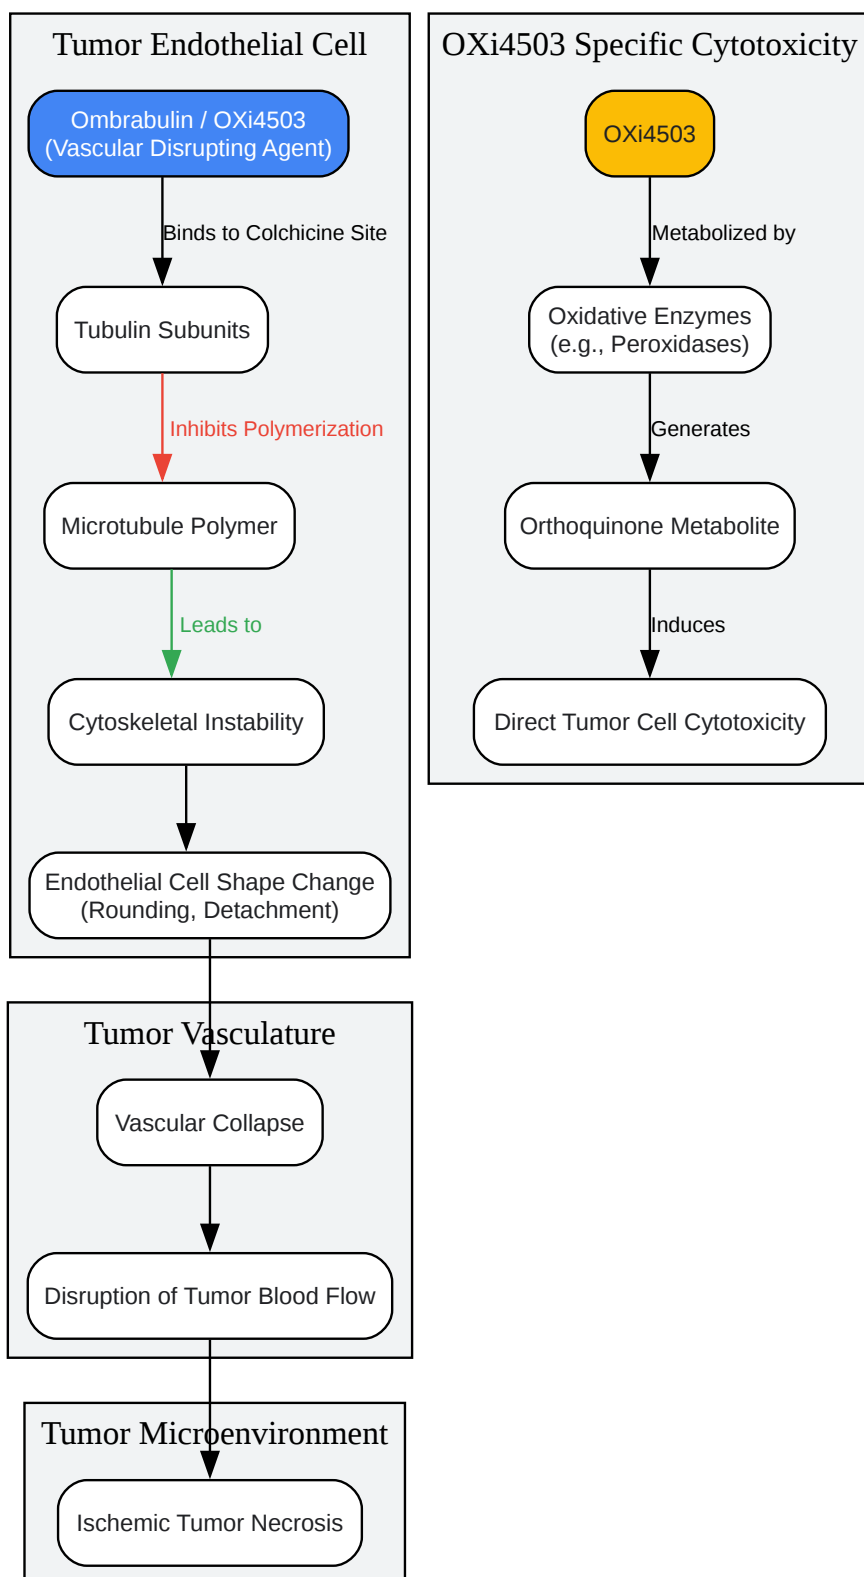 Tumor Endothelial Cell
Ombrabulin / OXi4503
(Vascular Disrupting Agent)
Binds to Colchicine Site
Tubulin Subunits
Inhibits Polymerization
Microtubule Polymer
Leads to
Cytoskeletal Instability
Endothelial Cell Shape Change
(Rounding, Detachment)
Tumor Vasculature
Vascular Collapse
Disruption of Tumor Blood Flow
Tumor Microenvironment
Ischemic Tumor Necrosis
OXi4503 Specific Cytotoxicity
OXi4503
Metabolized by
Oxidative Enzymes
(e.g., Peroxidases)
Generates
Orthoquinone Metabolite
Induces
Direct Tumor Cell Cytotoxicity